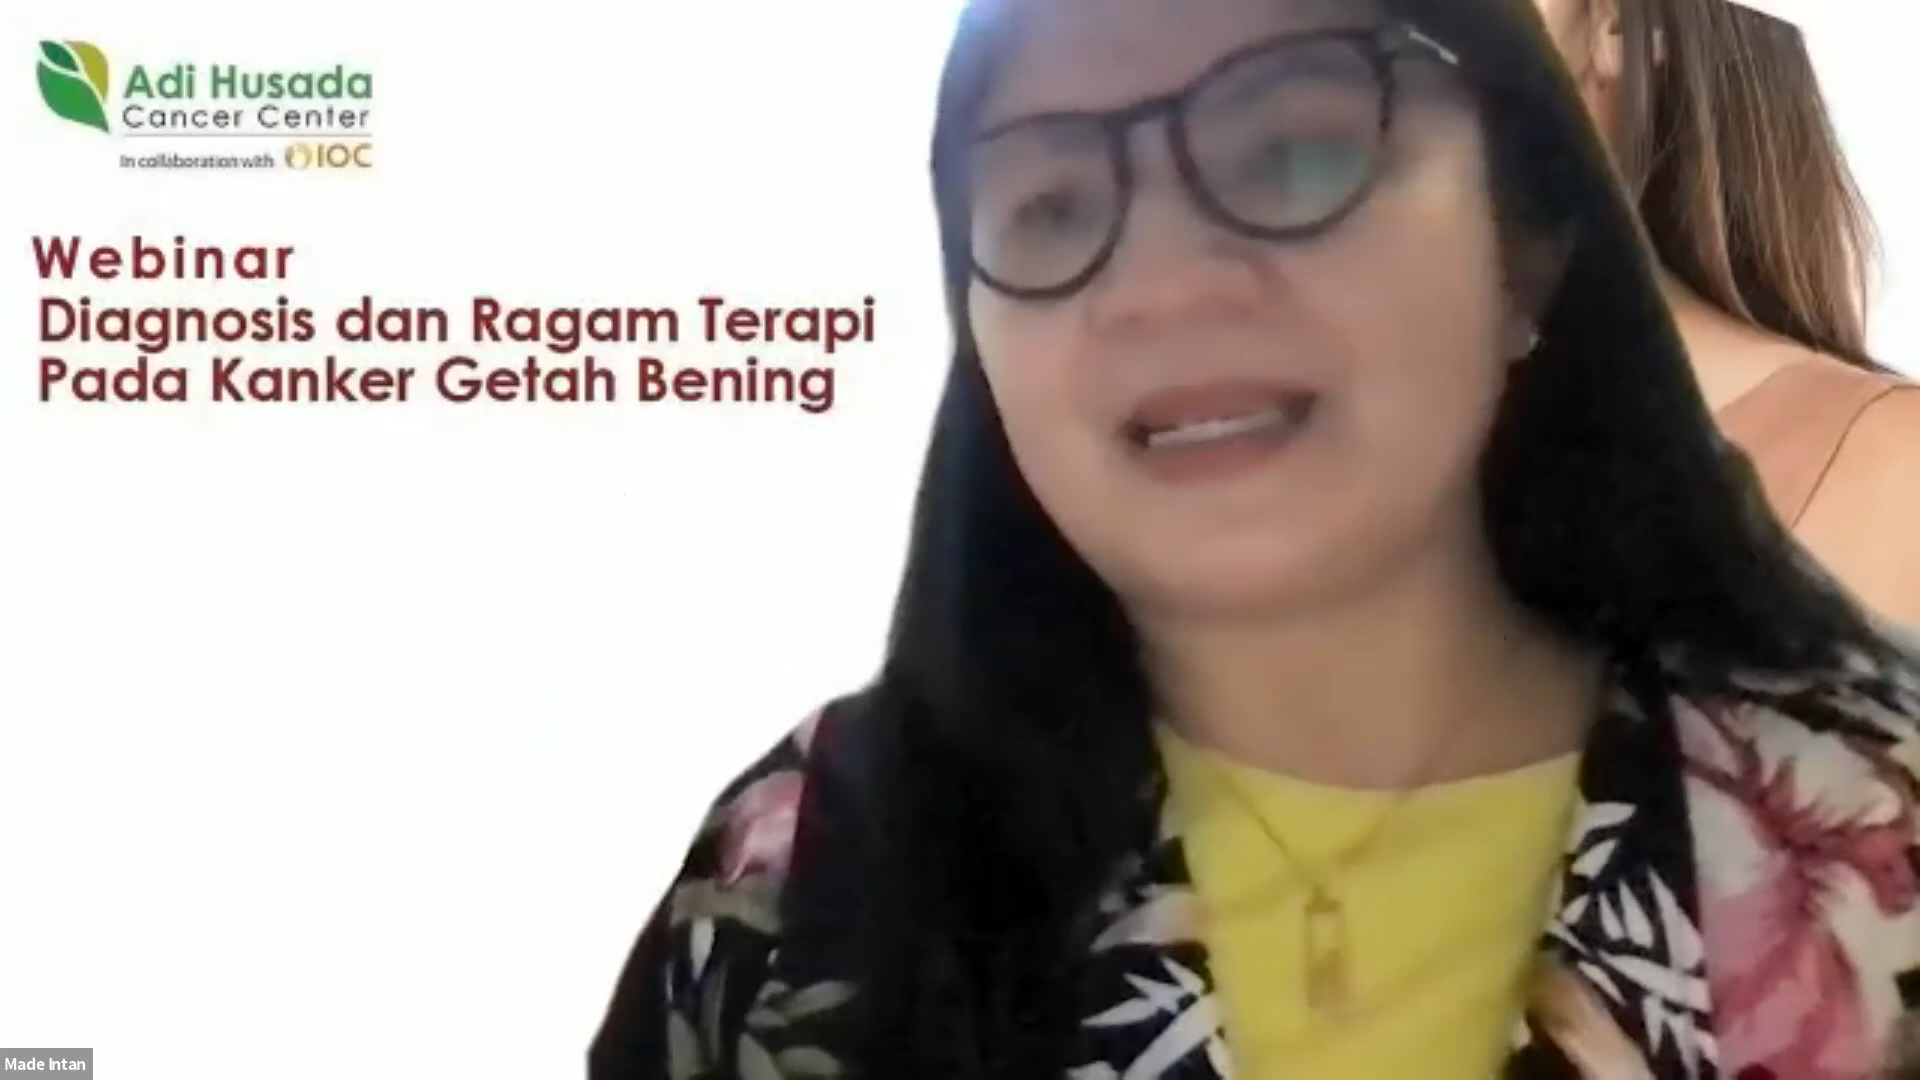 Adi Husada
Cancer Center
In collaboration with IOC
Webinar
Diagnosis dan Ragam Terapi
Pada Kanker Getah Bening
Made Intan